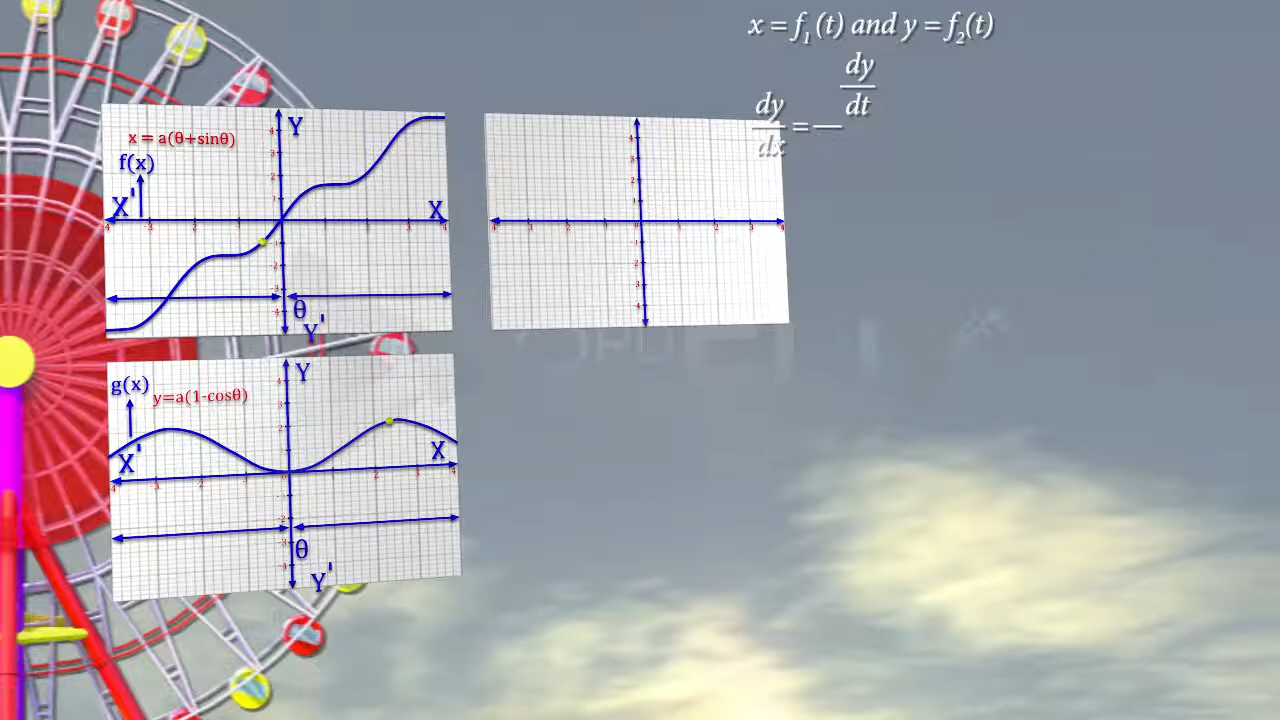 x = f₁ (t) and y = f₂(t)
dy/dx = — dy/dt
x = a(θ+sinθ)
f(x)
Y
X'
X
θ
Y'
g(x)
y=a(1-cosθ)
Y
X'
X
θ
Y'